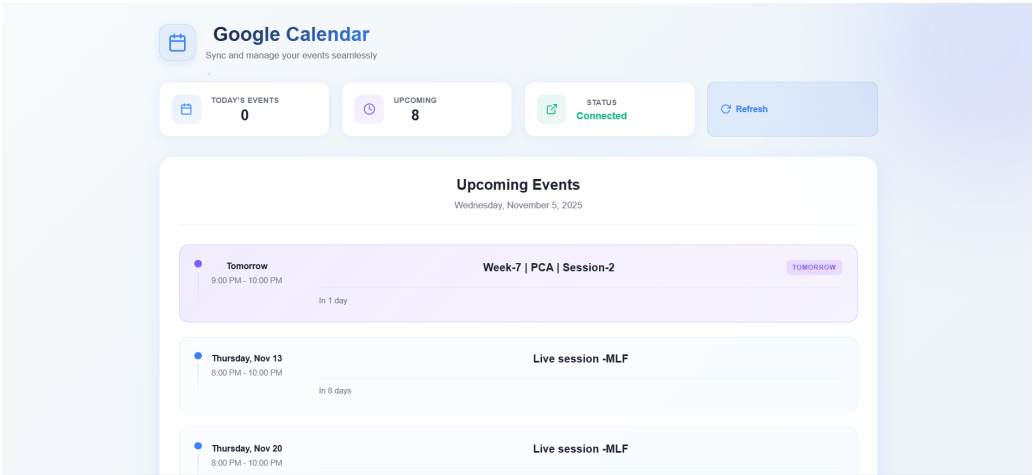 Google Calendar
Sync and manage your events seamlessly
TODAY'S EVENTS
0
UPCOMING
8
STATUS
Connected
Refresh
Upcoming Events
Wednesday, November 5, 2025
Tomorrow
9:00 PM - 10:00 PM
Week-7 | PCA | Session-2
TOMORROW
In 1 day
Thursday, Nov 13
8:00 PM - 10:00 PM
Live session -MLF
In 8 days
Thursday, Nov 20
8:00 PM - 10:00 PM
Live session -MLF